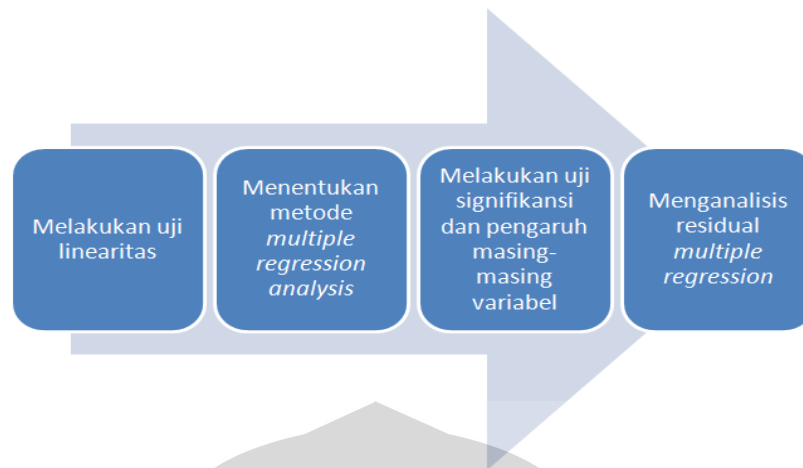 Melakukan uji
linearitas
Menentukan
metode
multiple
regression
analysis
Melakukan uji
signifikansi
dan pengaruh
masing-
masing
variabel
Menganalisis
residual
multiple
regression